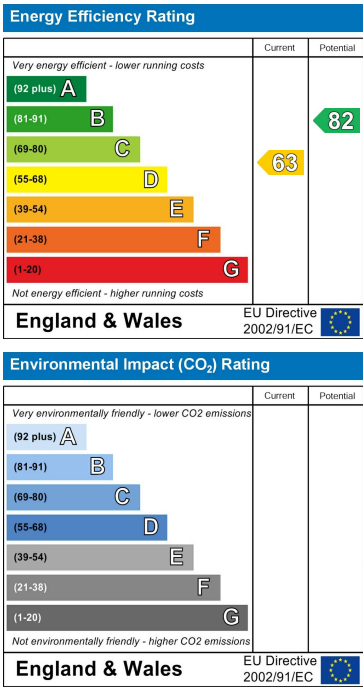 Energy Efficiency Rating
Current Potential
Very energy efficient - lower running costs
(92 plus) A
(81-91) B
(69-80) C
(55-68) D
(39-54) E
(21-38) F
(1-20) G
63
82
Not energy efficient - higher running costs
England & Wales
EU Directive
2002/91/EC
Environmental Impact (CO₂) Rating
Current Potential
Very environmentally friendly - lower CO2 emissions
(92 plus) A
(81-91) B
(69-80) C
(55-68) D
(39-54) E
(21-38) F
(1-20) G
Not environmentally friendly - higher CO2 emissions
England & Wales
EU Directive
2002/91/EC